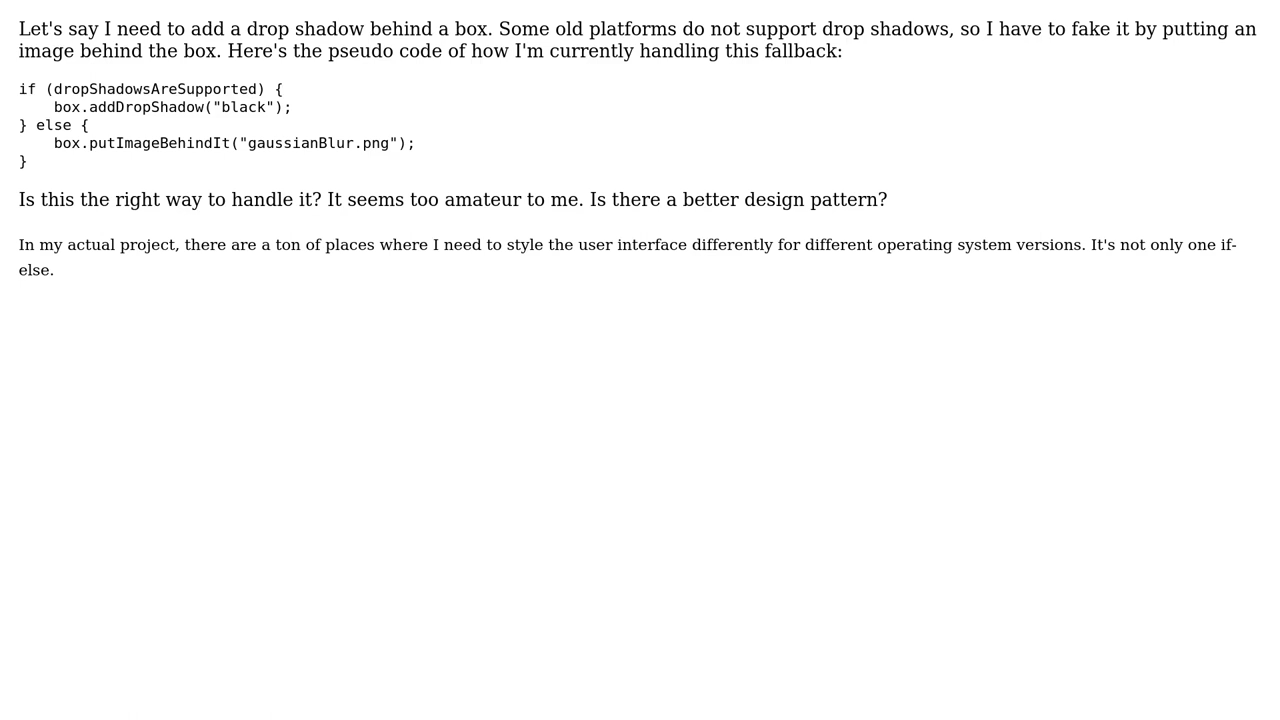 Let's say I need to add a drop shadow behind a box. Some old platforms do not support drop shadows, so I have to fake it by putting an
image behind the box. Here's the pseudo code of how I'm currently handling this fallback:
if (dropShadowsAreSupported) {
    box.addDropShadow("black");
} else {
    box.putImageBehindIt("gaussianBlur.png");
}
Is this the right way to handle it? It seems too amateur to me. Is there a better design pattern?
In my actual project, there are a ton of places where I need to style the user interface differently for different operating system versions. It's not only one if-
else.